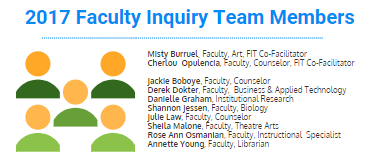 2017 Faculty Inquiry Team Members
Misty Burruel, Faculty, Art, FIT Co-Facilitator
Cherlou Opulencia, Faculty, Counselor, FIT Co-Facilitator
Jackie Boboye, Faculty, Counselor
Derek Dokter, Faculty, Business & Applied Technology
Danielle Graham, Institutional Research
Shannon Jessen, Faculty, Biology
Julie Law, Faculty, Counselor
Sheila Malone, Faculty, Theatre Arts
Rose Ann Osmanian, Faculty, Instructional Specialist
Annette Young, Faculty, Librarian